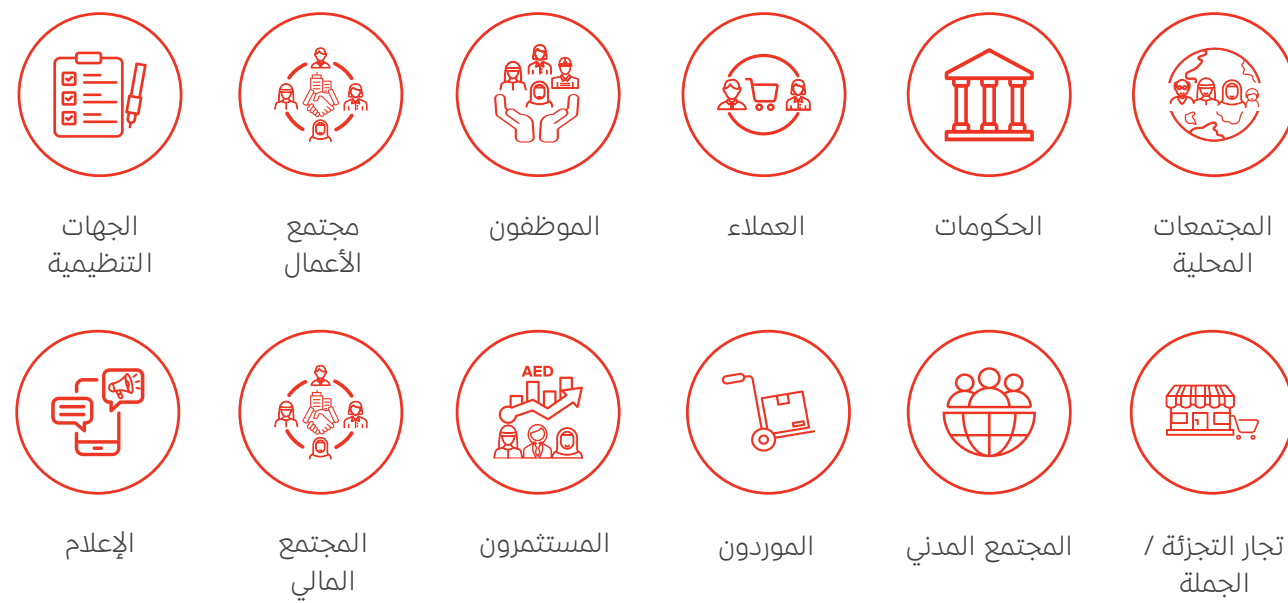 المجتمعات
المحلية
الحكومات
العملاء
الموظفون
مجتمع
الأعمال
الجهات
التنظيمية
تجار التجزئة /
الجملة
المجتمع المدني
الموردون
AED
المستثمرون
المجتمع
المالي
الإعلام